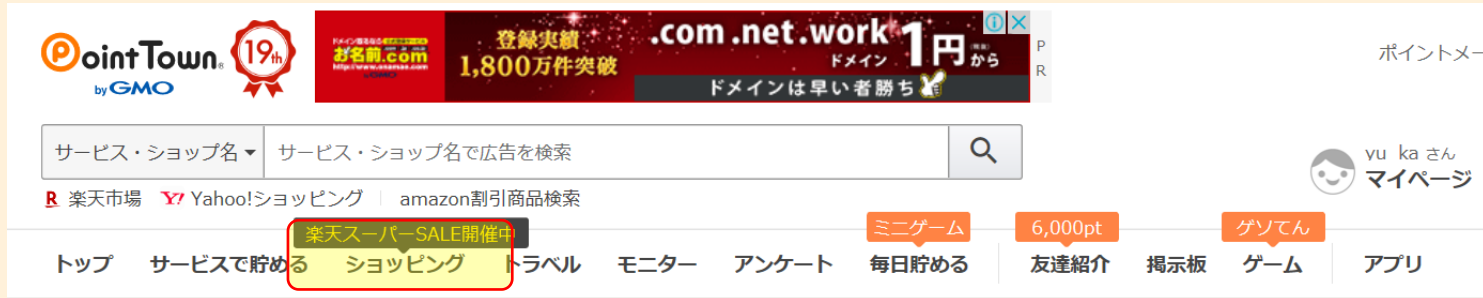 PointTown
by GMO
19th
お名前.com
登録実績
1,800万件突破
.com .net .work 1円から
ドメイン
(税抜)
ドメインは早い者勝ち
PR
ポイントメー
サービス・ショップ名
サービス・ショップ名で広告を検索
yu ka さん
マイページ
R 楽天市場 Y! Yahoo!ショッピング amazon割引商品検索
楽天スーパーSALE開催中 ミニゲーム 6,000pt ゲソてん
トップ サービスで貯める ショッピング トラベル モニター アンケート 毎日貯める 友達紹介 掲示板 ゲーム アプリ